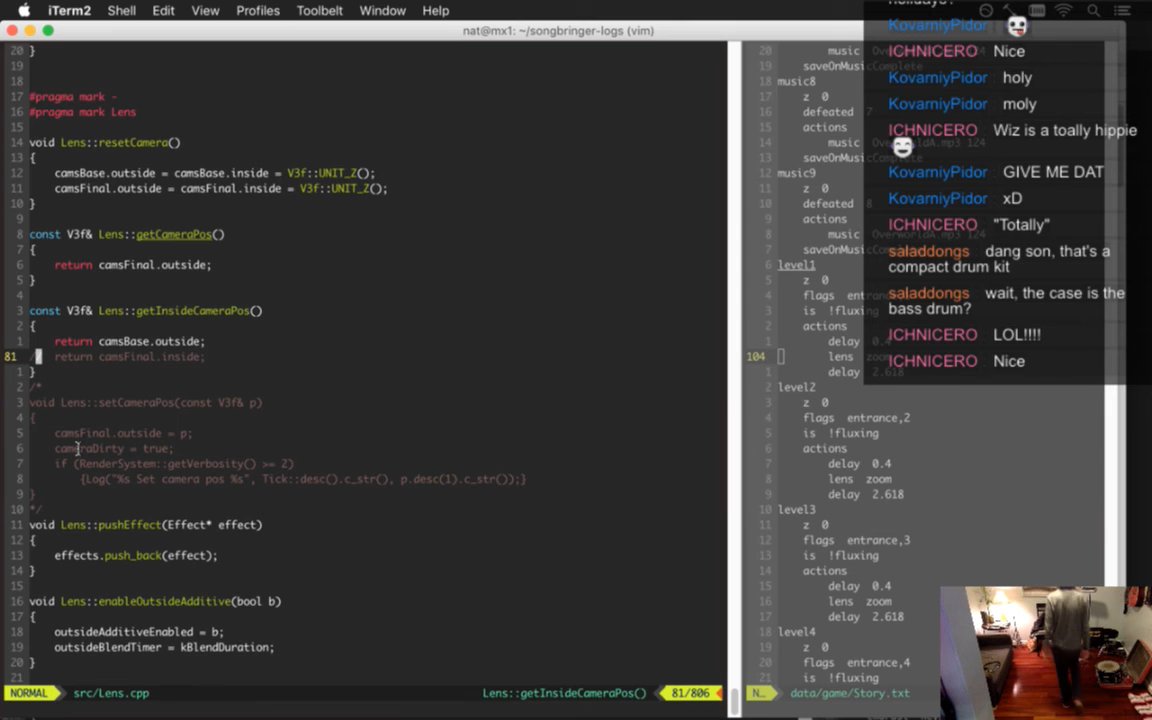 iTerm2 Shell Edit View Profiles Toolbelt Window Help
nat@mx1: ~/songbringer-logs (vim)
20 }
19
18
17 #pragma mark -
16 #pragma mark Lens
15
14 void Lens::resetCamera()
13 {
12 camsBase.outside = camsBase.inside = V3f::UNIT_Z();
11 camsFinal.outside = camsFinal.inside = V3f::UNIT_Z();
10 }
9
8 const V3f& Lens::getCameraPos()
7 {
6 return camsFinal.outside;
5 }
4
3 const V3f& Lens::getInsideCameraPos()
2 {
1 return camsBase.outside;
81 // return camsFinal.inside;
1 }
2 /*
3 void Lens::setCameraPos(const V3f& p)
4 {
5 camsFinal.outside = p;
6 cameraDirty = true;
7 if (RenderSystem::getVerbosity() >= 2)
8 {Log("%s Set camera pos %s", Tick::desc().c_str(), p.desc(1).c_str());}
9 }
10 */
11 void Lens::pushEffect(Effect* effect)
12 {
13 effects.push_back(effect);
14 }
15
16 void Lens::enableOutsideAdditive(bool b)
17 {
18 outsideAdditiveEnabled = b;
19 outsideBlendTimer = kBlendDuration;
20 }
21
NORMAL src/Lens.cpp Lens::getInsideCameraPos() 81/806
20 music
19 saveOnMusicComplete
18 music8
17 z 0
16 defeated 7
15 actions
14 music OverworldA.mp3 124
13 saveOnMusicComplete
12 music9
11 z 0
10 defeated 8
9 actions
8 music OverworldA.mp3 124
7 saveOnMusicComplete
6 level1
5 z 0
4 flags entrance
3 is !fluxing
2 actions
1 delay 0.4
104 lens zoom
1 delay 2.618
2 level2
3 z 0
4 flags entrance,2
5 is !fluxing
6 actions
7 delay 0.4
8 lens zoom
9 delay 2.618
10 level3
11 z 0
12 flags entrance,3
13 is !fluxing
14 actions
15 delay 0.4
16 lens zoom
17 delay 2.618
18 level4
19 z 0
20 flags entrance,4
21 is !fluxing
N… data/game/Story.txt
holidays?
KovarniyPidor
ICHNICERO Nice
KovarniyPidor holy
KovarniyPidor moly
ICHNICERO Wiz is a toally hippie
KovarniyPidor GIVE ME DAT
KovarniyPidor xD
ICHNICERO "Totally"
saladdongs dang son, that's a
compact drum kit
saladdongs wait, the case is the
bass drum?
ICHNICERO LOL!!!!
ICHNICERO Nice